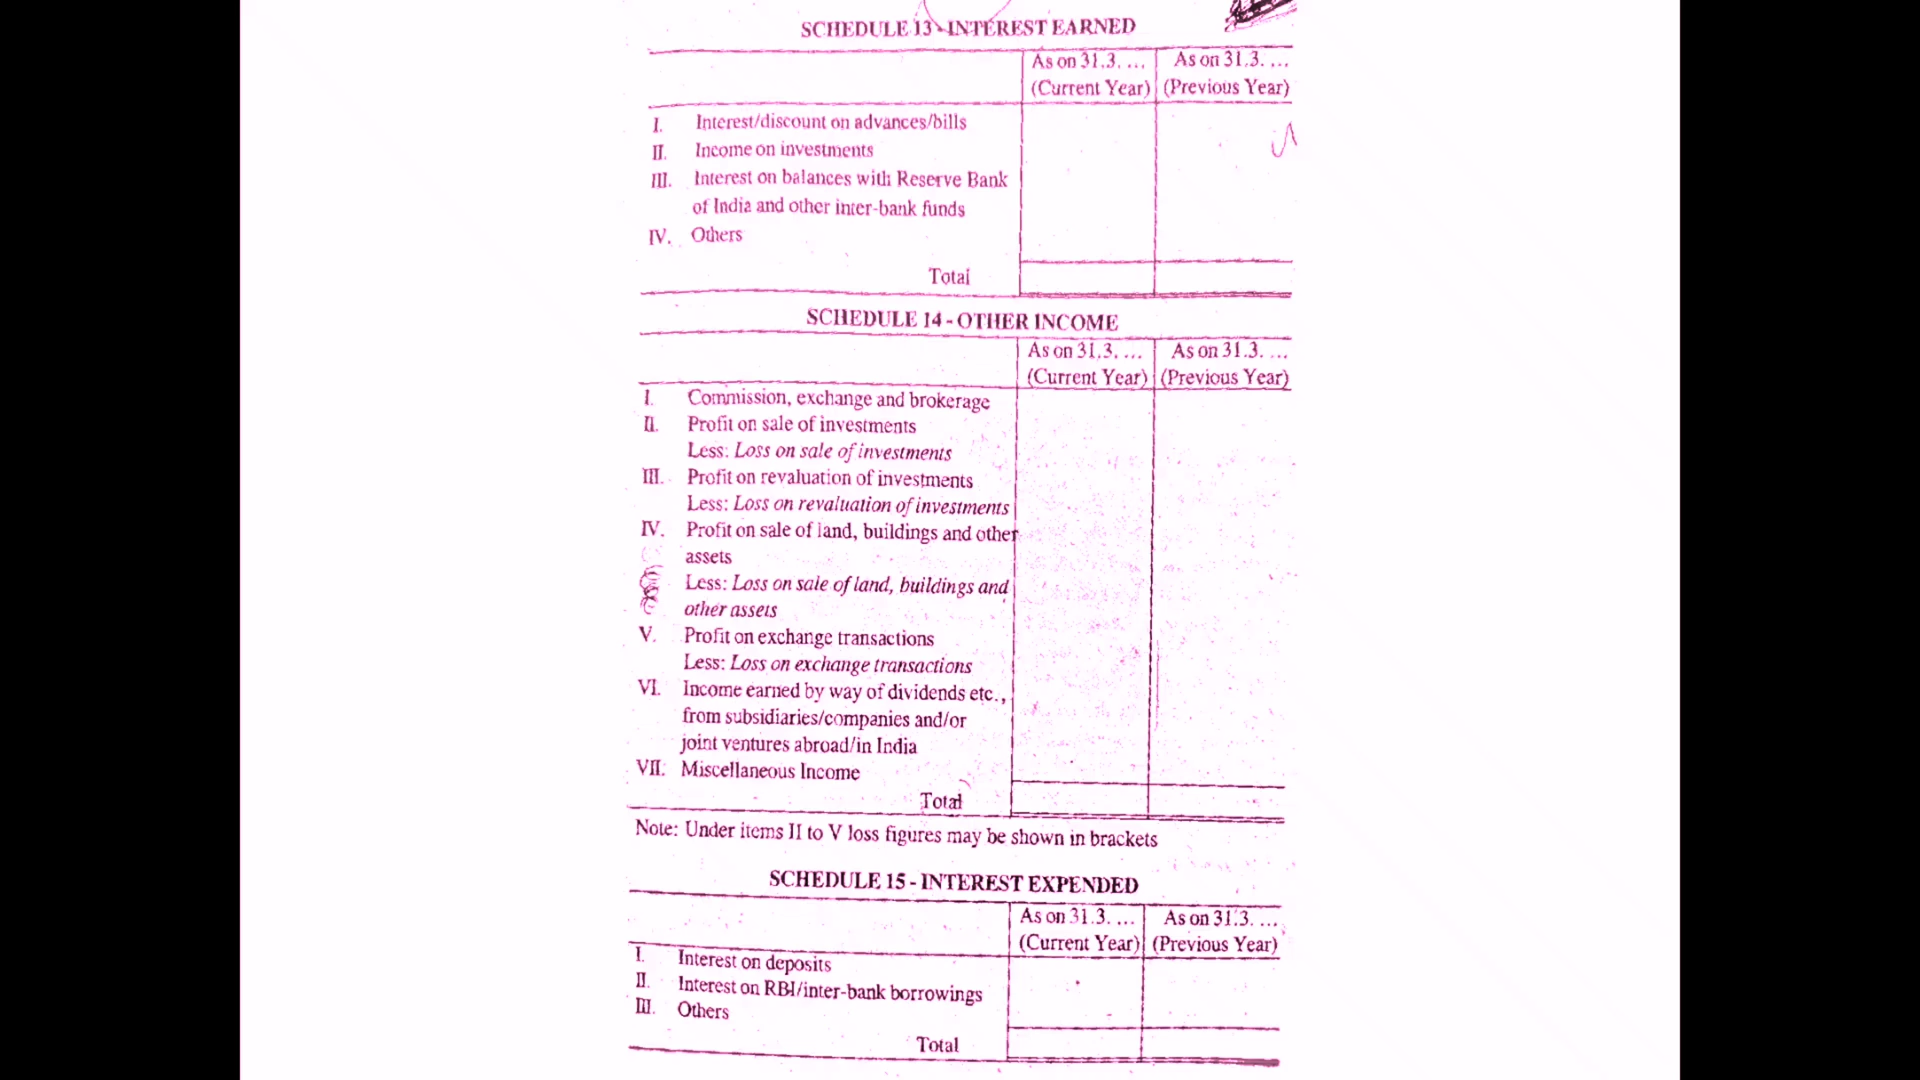 SCHEDULE 13 - INTEREST EARNED
As on 31.3. ... As on 31.3. ...
(Current Year) (Previous Year)
I. Interest/discount on advances/bills
II. Income on investments
III. Interest on balances with Reserve Bank
of India and other inter-bank funds
IV. Others
Total
SCHEDULE 14 - OTHER INCOME
As on 31.3. ... As on 31.3. ...
(Current Year) (Previous Year)
I. Commission, exchange and brokerage
II. Profit on sale of investments
Less: Loss on sale of investments
III. Profit on revaluation of investments
Less: Loss on revaluation of investments
IV. Profit on sale of land, buildings and other
assets
Less: Loss on sale of land, buildings and
other assets
V. Profit on exchange transactions
Less: Loss on exchange transactions
VI. Income earned by way of dividends etc.,
from subsidiaries/companies and/or
joint ventures abroad/in India
VII. Miscellaneous Income
Total
Note: Under items II to V loss figures may be shown in brackets
SCHEDULE 15 - INTEREST EXPENDED
As on 31.3. ... As on 31.3. ...
(Current Year) (Previous Year)
I. Interest on deposits
II. Interest on RBI/inter-bank borrowings
III. Others
Total